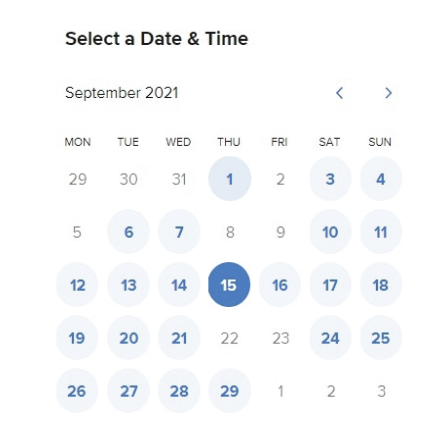 Select a Date & Time
September 2021
MON TUE WED THU FRI SAT SUN
29 30 31 1 2 3 4
5 6 7 8 9 10 11
12 13 14 15 16 17 18
19 20 21 22 23 24 25
26 27 28 29 1 2 3